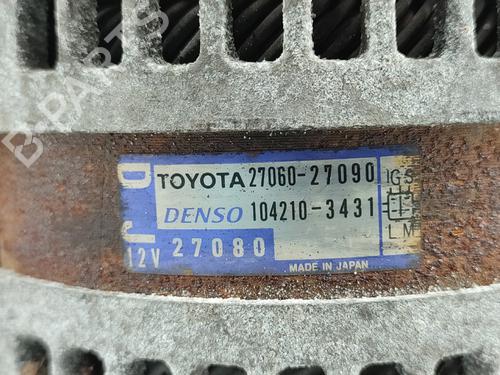 TOYOTA 27060-27090 IG S
DENSO 104210-3431
L M
12V 27080
MADE IN JAPAN
B-PARTS